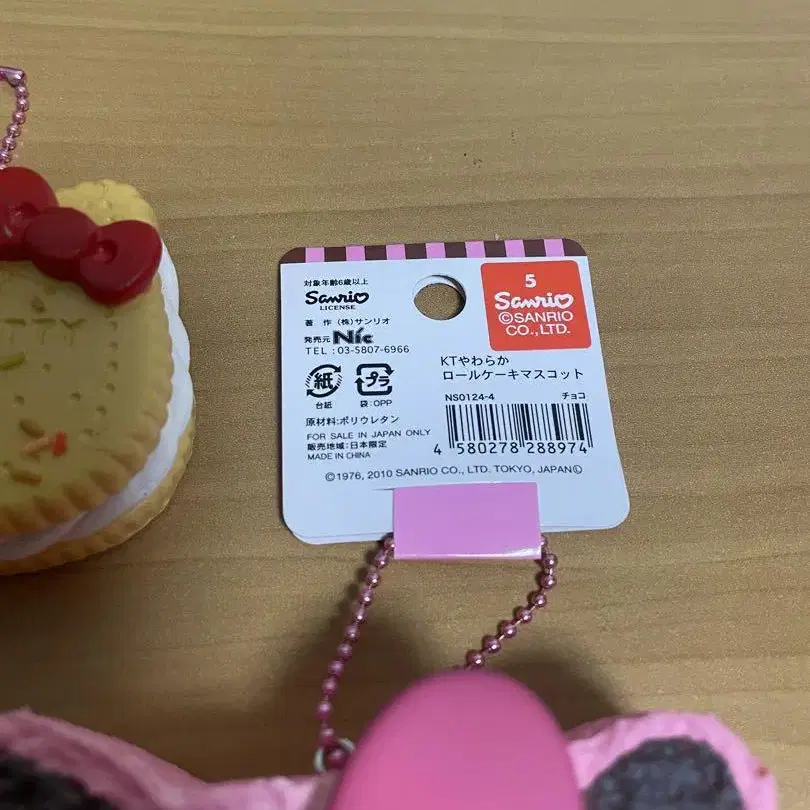 対象年齢6歳以上
Sanrio
LICENSE
著 作 (株)サンリオ
発売元 Nic
TEL:03-5807-6966
紙
台紙
プラ
袋:OPP
原材料:ポリウレタン
FOR SALE IN JAPAN ONLY
販売地域:日本限定
MADE IN CHINA
5
Sanrio
©SANRIO
CO.,LTD.
KTやわらか
ロールケーキマスコット
NS0124-4 チョコ
4 580278 288974
©1976, 2010 SANRIO CO., LTD. TOKYO, JAPAN Ⓛ